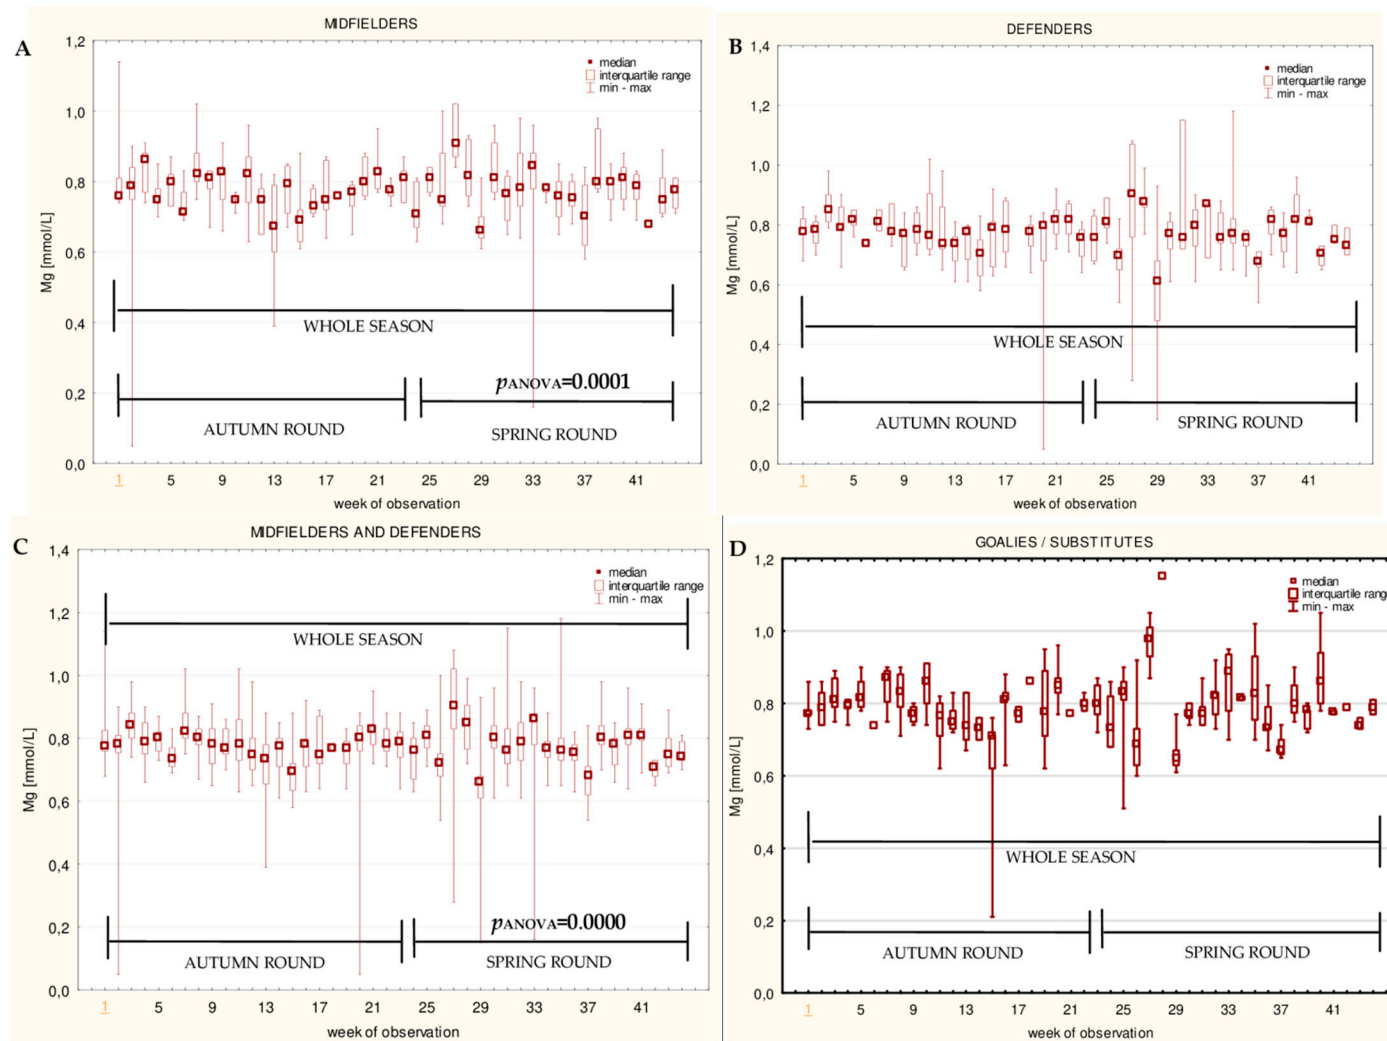 A
MIDFIELDERS
median
interquartile range
min - max
Mg [mmol/L]
1,2
1,0
0,8
0,6
0,4
0,2
0,0
WHOLE SEASON
pANOVA=0.0001
AUTUMN ROUND
SPRING ROUND
1 5 9 13 17 21 25 29 33 37 41
week of observation
B
DEFENDERS
median
interquartile range
min - max
Mg [mmol/L]
1,4
1,2
1,0
0,8
0,6
0,4
0,2
0,0
WHOLE SEASON
AUTUMN ROUND
SPRING ROUND
1 5 9 13 17 21 25 29 33 37 41
week of observation
C
MIDFIELDERS AND DEFENDERS
median
interquartile range
min - max
Mg [mmol/L]
1,4
1,2
1,0
0,8
0,6
0,4
0,2
0,0
WHOLE SEASON
pANOVA=0.0000
AUTUMN ROUND
SPRING ROUND
1 5 9 13 17 21 25 29 33 37 41
week of observation
D
GOALIES / SUBSTITUTES
median
interquartile range
min - max
Mg [mmol/L]
1,2
1,0
0,8
0,6
0,4
0,2
0,0
WHOLE SEASON
AUTUMN ROUND
SPRING ROUND
1 5 9 13 17 21 25 29 33 37 41
week of observation